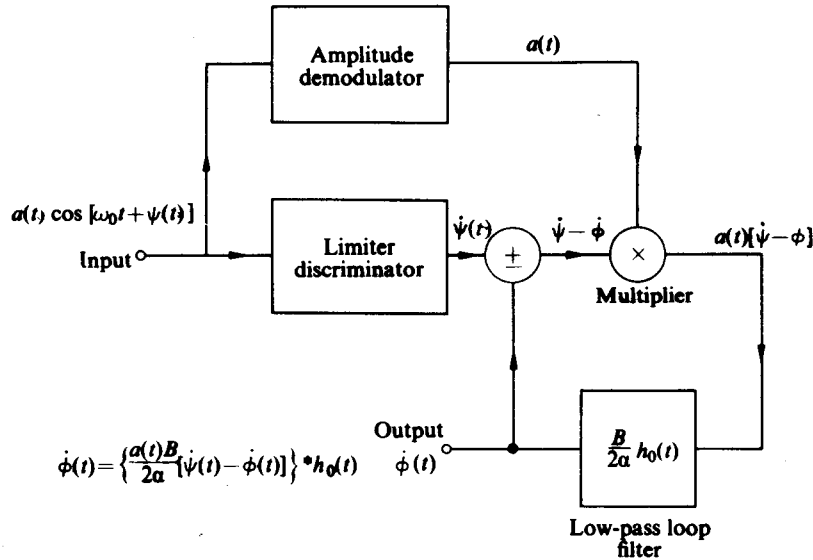 Amplitude
demodulator
a(t)
a(t) cos [ω₀t + ψ(t)]
Input
Limiter
discriminator
ψ̇(t)
±
ψ̇ − φ̇
×
Multiplier
a(t)[ψ̇ − φ]
Output
φ̇(t)
φ̇(t) = {a(t)B/2α [ψ̇(t) − φ̇(t)]} * h₀(t)
B/2α h₀(t)
Low-pass loop
filter